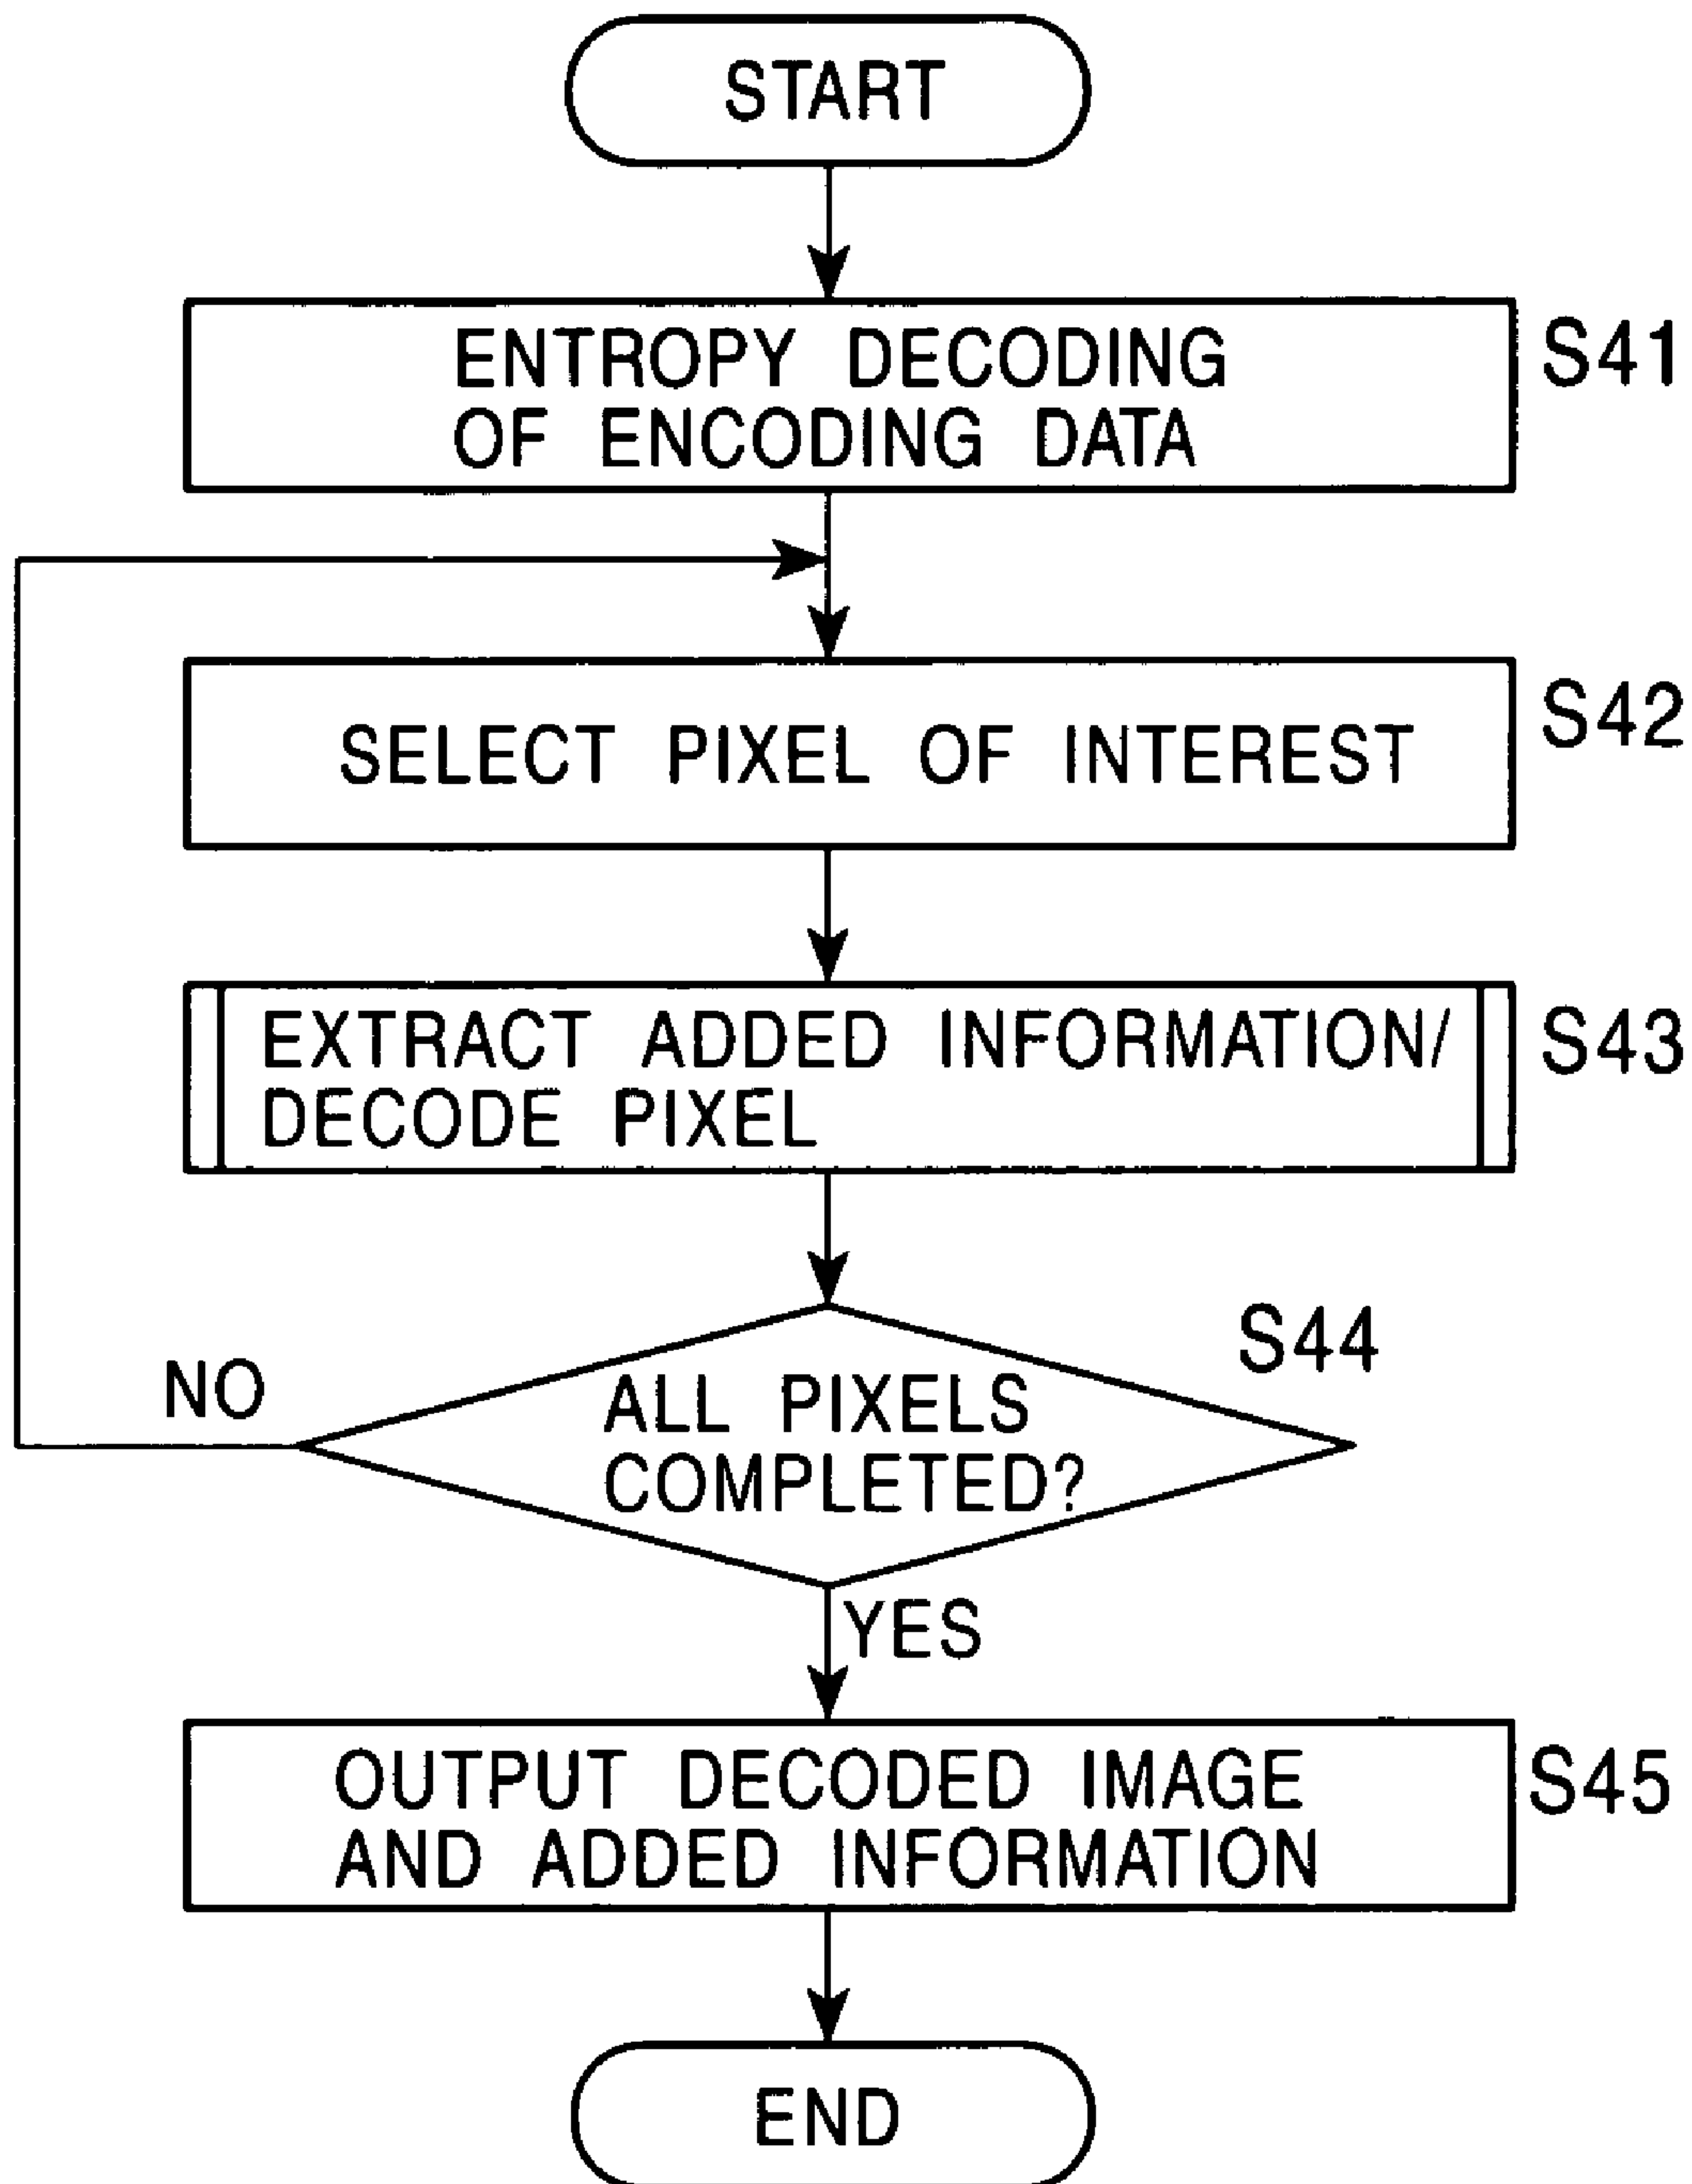 START
ENTROPY DECODING
OF ENCODING DATA
S41
SELECT PIXEL OF INTEREST
S42
EXTRACT ADDED INFORMATION/
DECODE PIXEL
S43
S44
NO
ALL PIXELS
COMPLETED?
YES
OUTPUT DECODED IMAGE
AND ADDED INFORMATION
S45
END